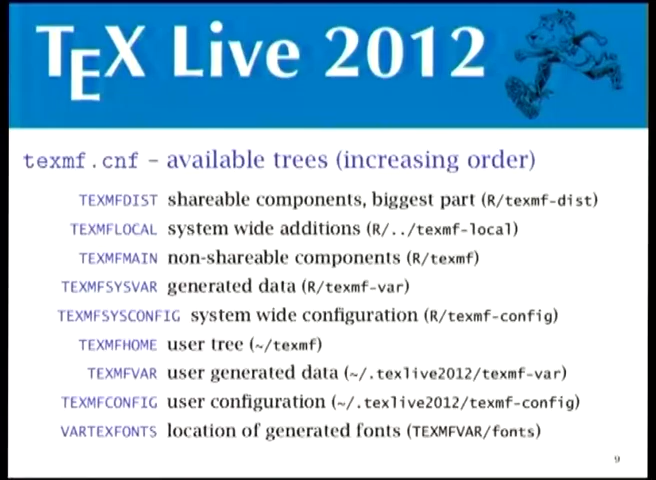 TEX Live 2012
texmf.cnf – available trees (increasing order)
TEXMFDIST shareable components, biggest part (R/texmf-dist)
TEXMFLOCAL system wide additions (R/../texmf-local)
TEXMFMAIN non-shareable components (R/texmf)
TEXMFSYSVAR generated data (R/texmf-var)
TEXMFSYSCONFIG system wide configuration (R/texmf-config)
TEXMFHOME user tree (~/texmf)
TEXMFVAR user generated data (~/.texlive2012/texmf-var)
TEXMFCONFIG user configuration (~/.texlive2012/texmf-config)
VARTEXFONTS location of generated fonts (TEXMFVAR/fonts)
9